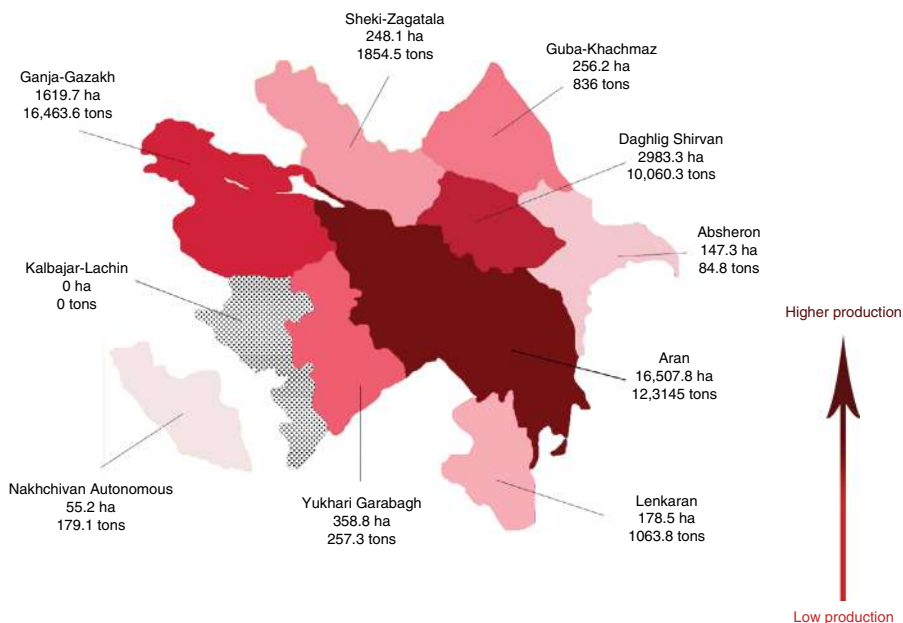 Sheki-Zagatala
248.1 ha
1854.5 tons
Guba-Khachmaz
256.2 ha
836 tons
Ganja-Gazakh
1619.7 ha
16,463.6 tons
Daghlig Shirvan
2983.3 ha
10,060.3 tons
Absheron
147.3 ha
84.8 tons
Kalbajar-Lachin
0 ha
0 tons
Higher production
Aran
16,507.8 ha
12,3145 tons
Nakhchivan Autonomous
55.2 ha
179.1 tons
Yukhari Garabagh
358.8 ha
257.3 tons
Lenkaran
178.5 ha
1063.8 tons
Low production